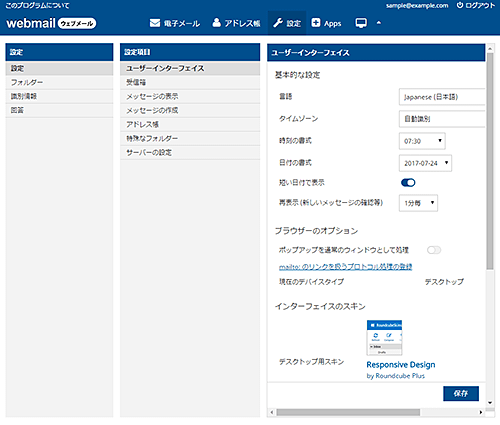 このプログラムについて
sample@example.com ログアウト
webmail ウェブメール
電子メール アドレス帳 設定 Apps
設定
設定
フォルダー
識別情報
回答
設定項目
ユーザーインターフェイス
受信箱
メッセージの表示
メッセージの作成
アドレス帳
特殊なフォルダー
サーバーの設定
ユーザーインターフェイス
基本的な設定
言語 Japanese (日本語)
タイムゾーン 自動識別
時刻の書式 07:30
日付の書式 2017-07-24
短い日付で表示
再表示 (新しいメッセージの確認等) 1分毎
ブラウザーのオプション
ポップアップを通常のウィンドウとして処理
mailto: のリンクを扱うプロトコル処理の登録
現在のデバイスタイプ デスクトップ
インターフェイスのスキン
デスクトップ用スキン
Responsive Design
by Roundcube Plus
保存